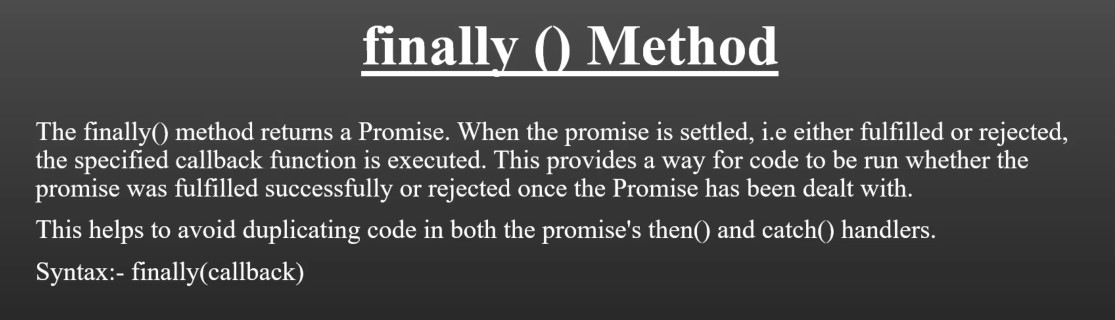 finally () Method
The finally() method returns a Promise. When the promise is settled, i.e either fulfilled or rejected,
the specified callback function is executed. This provides a way for code to be run whether the
promise was fulfilled successfully or rejected once the Promise has been dealt with.
This helps to avoid duplicating code in both the promise's then() and catch() handlers.
Syntax:- finally(callback)